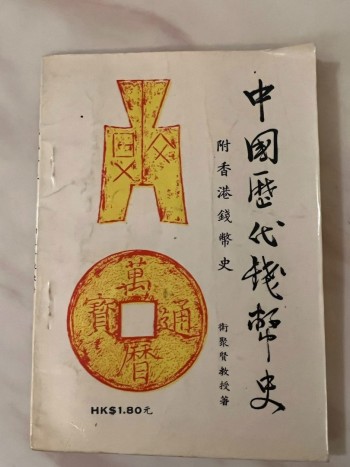 中國歷代錢幣史
附香港錢幣史
衛聚賢教授著
萬曆通寶
HK$1.80元